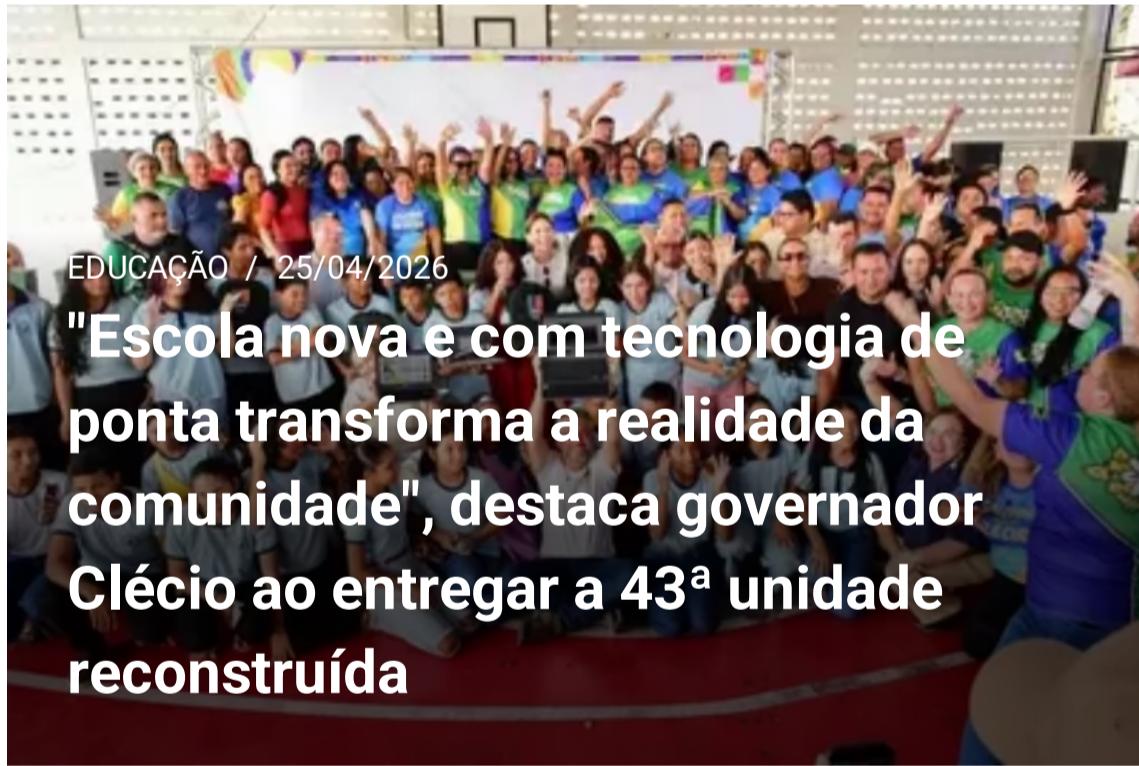 EDUCAÇÃO / 25/04/2026
"Escola nova e com tecnologia de
ponta transforma a realidade da
comunidade", destaca governador
Clécio ao entregar a 43ª unidade
reconstruída